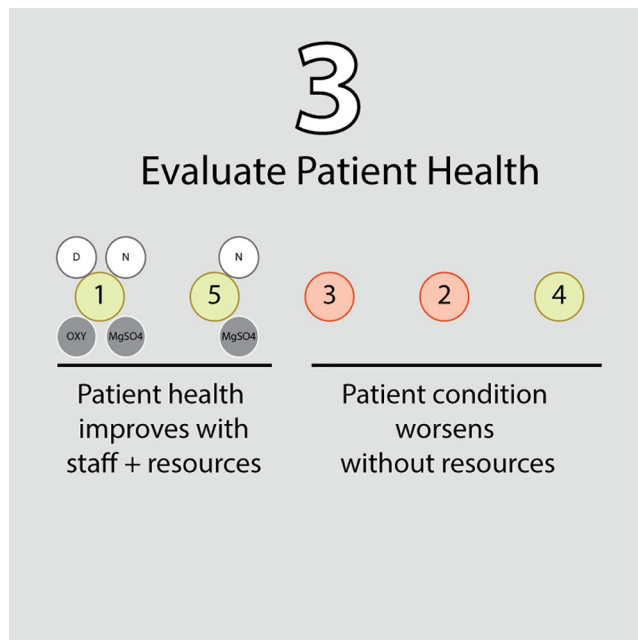 3
Evaluate Patient Health
D N N
1 5 3 2 4
OXY MgSO4 MgSO4
Patient health
improves with
staff + resources
Patient condition
worsens
without resources